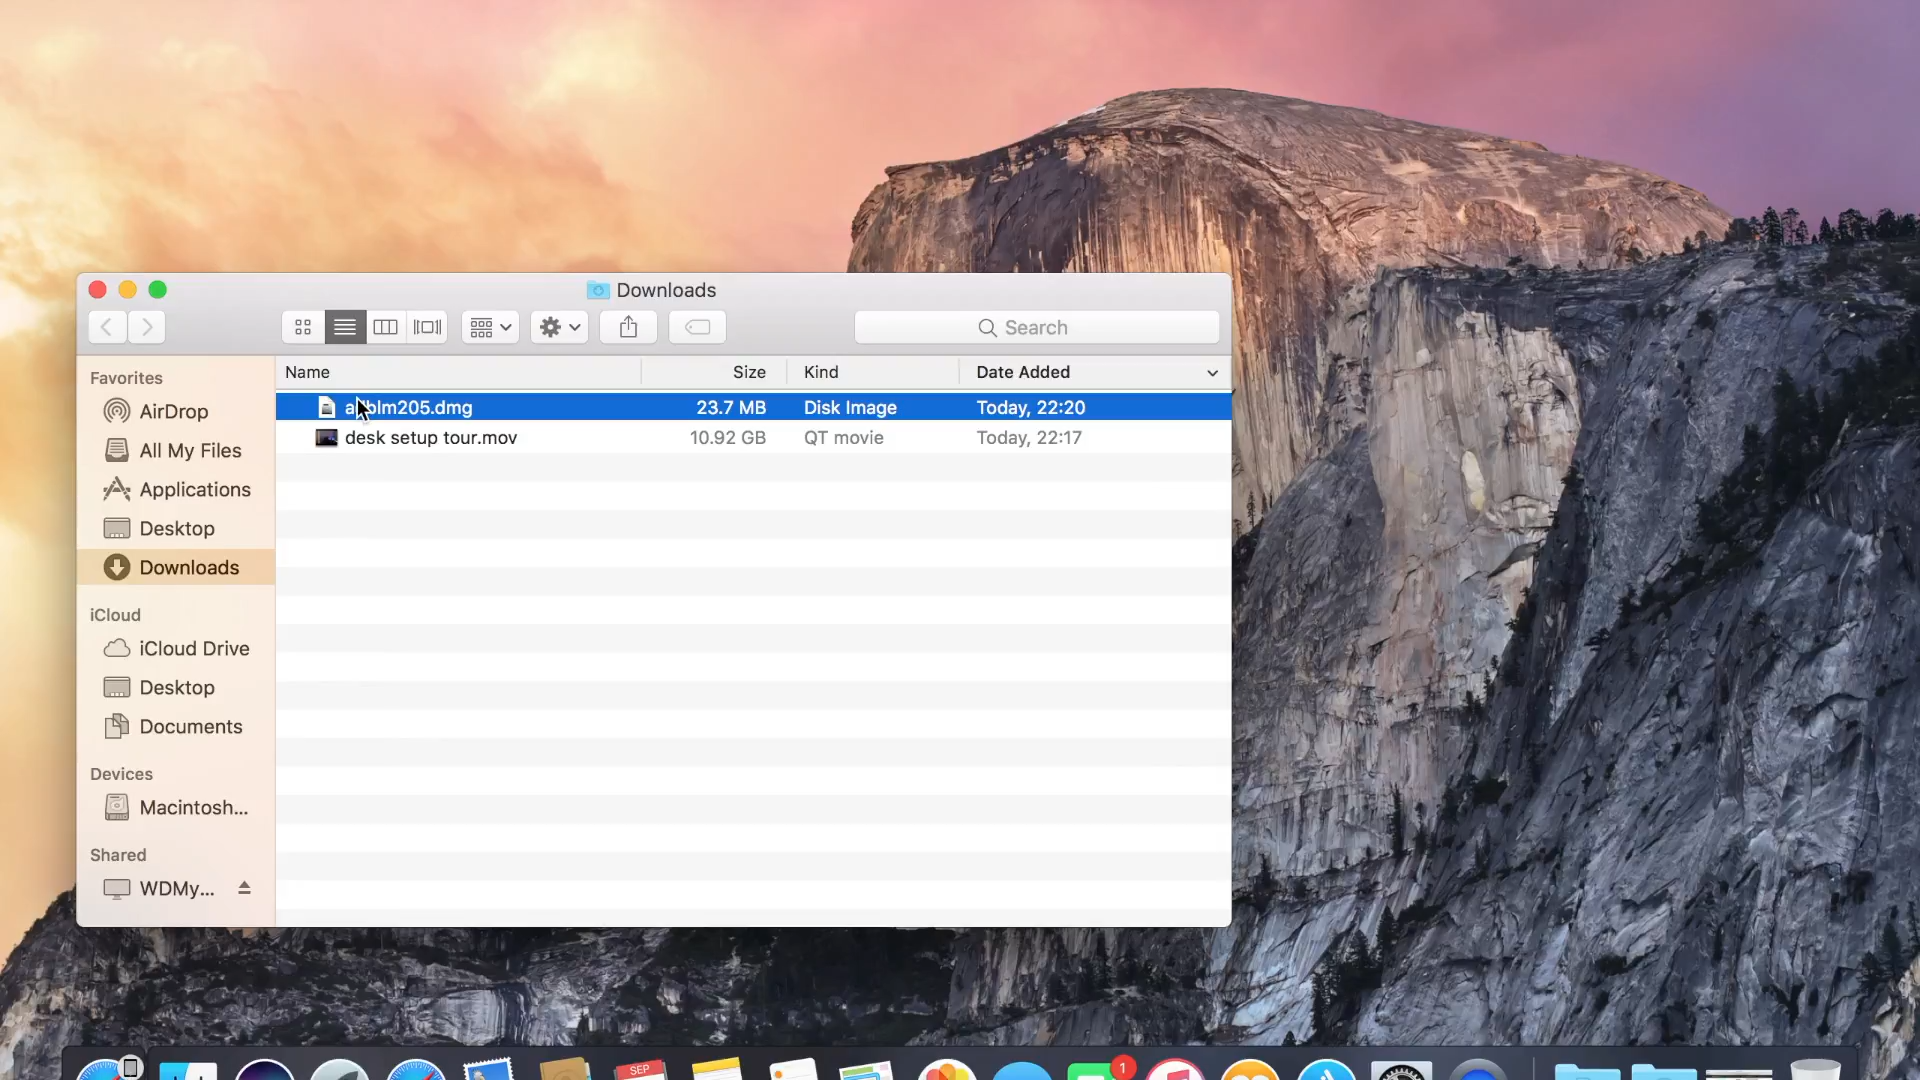 Downloads
Search
Favorites
AirDrop
All My Files
Applications
Desktop
Downloads
iCloud
iCloud Drive
Desktop
Documents
Devices
Macintosh...
Shared
WDMy...
Name Size Kind Date Added
23.7 MB Disk Image Today, 22:20
desk setup tour.mov 10.92 GB QT movie Today, 22:17
SEP
1